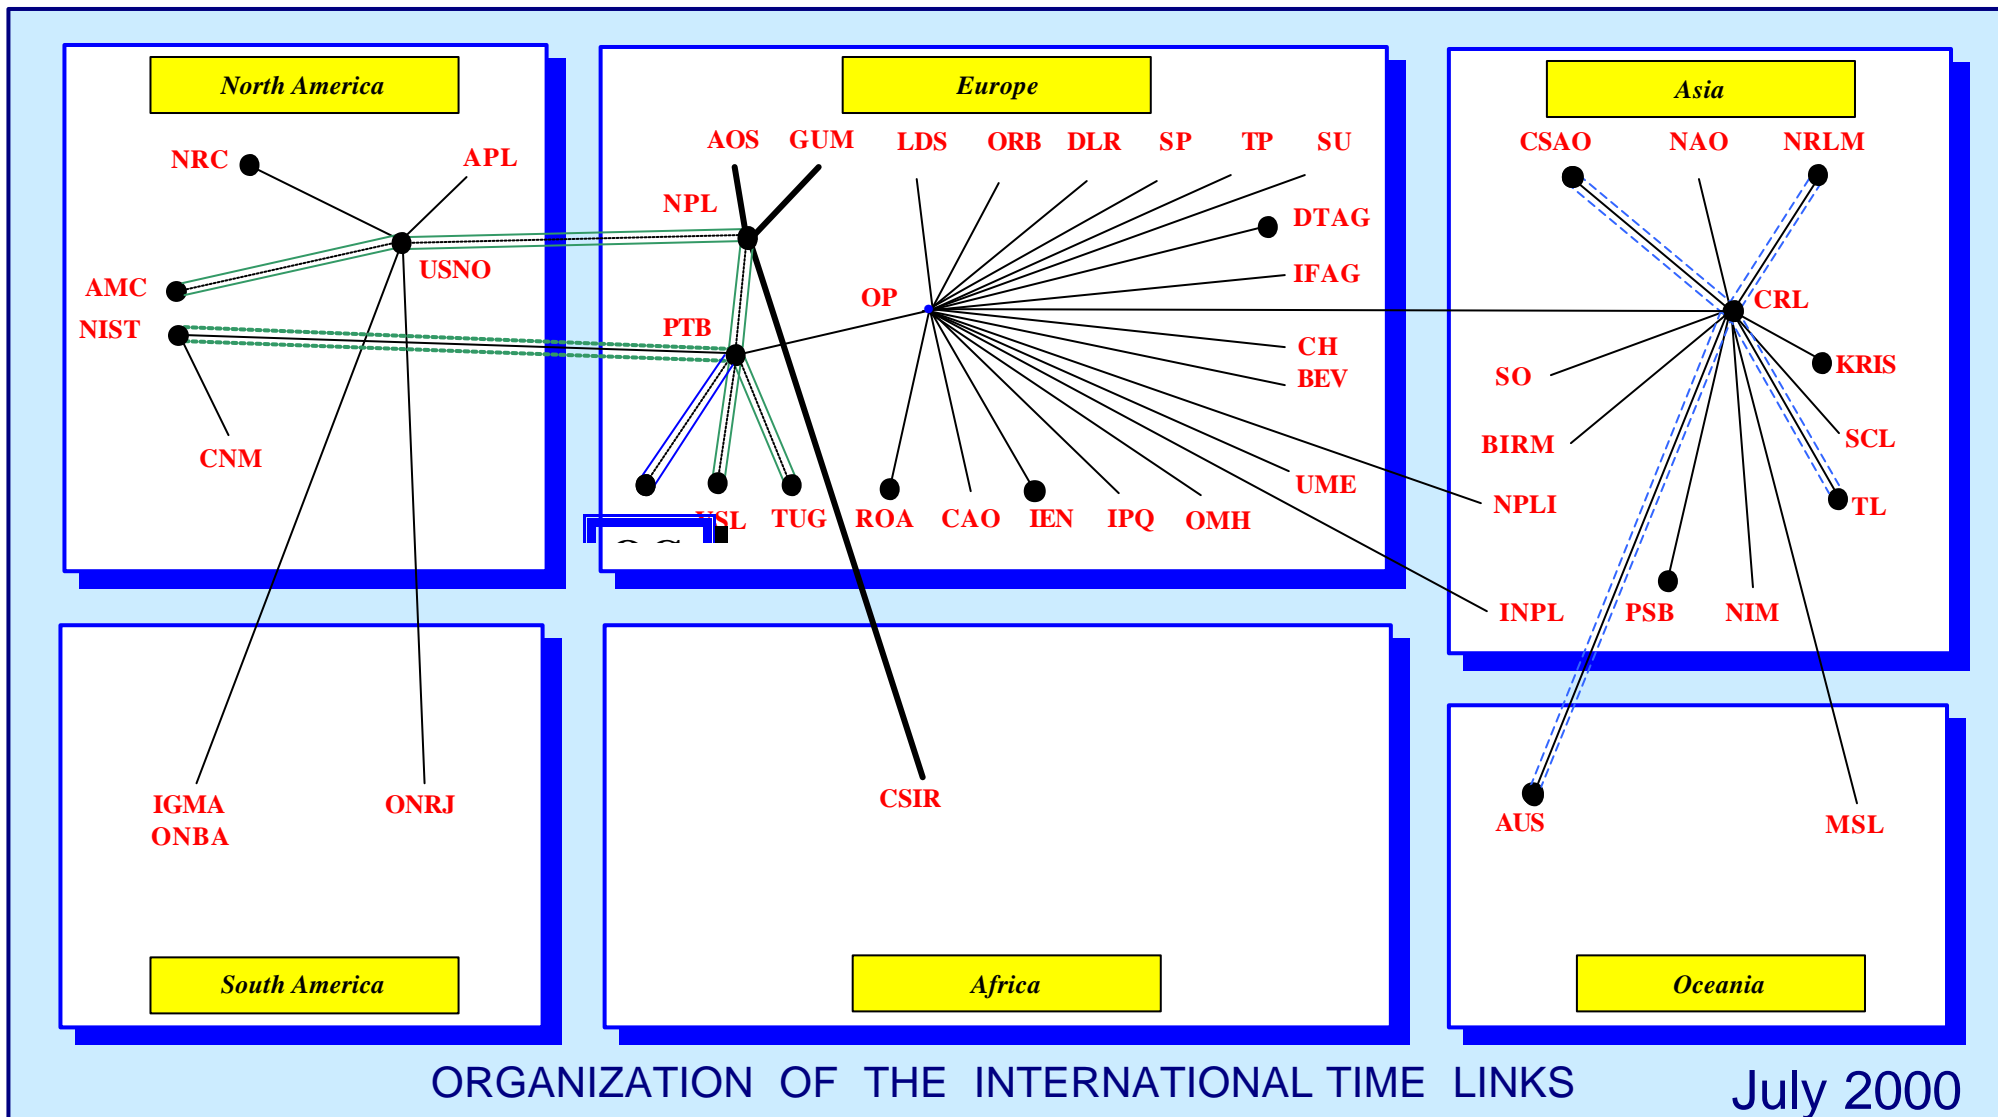 North America
NRC
APL
USNO
AMC
NIST
CNM
Europe
AOS GUM LDS ORB DLR SP TP SU
NPL
DTAG
IFAG
OP
PTB
CH
BEV
UME
TUG ROA CAO IEN IPQ OMH
Asia
CSAO NAO NRLM
CRL
KRIS
SO
SCL
BIRM
NPLI
TL
INPL PSB NIM
South America
IGMA
ONBA
ONRJ
Africa
CSIR
Oceania
AUS
MSL
ORGANIZATION OF THE INTERNATIONAL TIME LINKS
July 2000